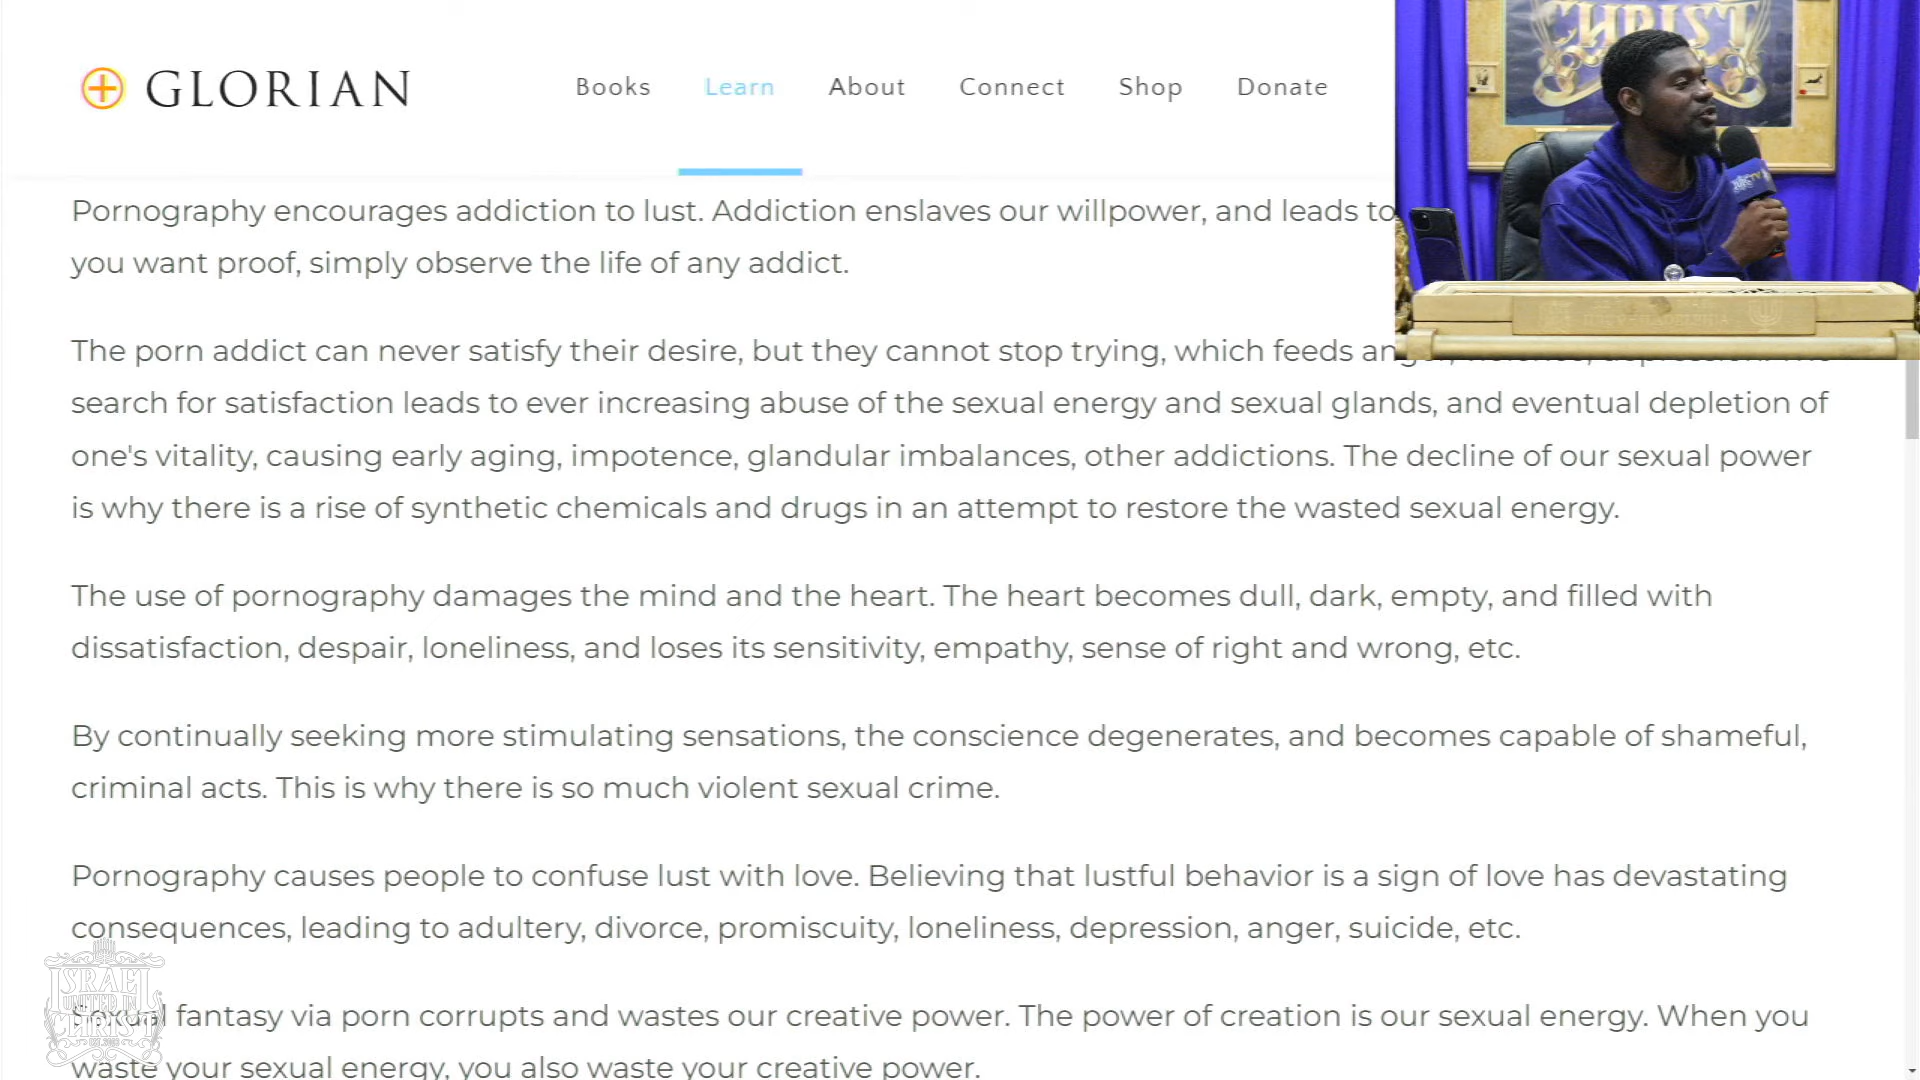 GLORIAN
Books Learn About Connect Shop Donate
CHRIST
Pornography encourages addiction to lust. Addiction enslaves our willpower, and leads to
you want proof, simply observe the life of any addict.
The porn addict can never satisfy their desire, but they cannot stop trying, which feeds
search for satisfaction leads to ever increasing abuse of the sexual energy and sexual glands, and eventual depletion of
one's vitality, causing early aging, impotence, glandular imbalances, other addictions. The decline of our sexual power
is why there is a rise of synthetic chemicals and drugs in an attempt to restore the wasted sexual energy.
The use of pornography damages the mind and the heart. The heart becomes dull, dark, empty, and filled with
dissatisfaction, despair, loneliness, and loses its sensitivity, empathy, sense of right and wrong, etc.
By continually seeking more stimulating sensations, the conscience degenerates, and becomes capable of shameful,
criminal acts. This is why there is so much violent sexual crime.
Pornography causes people to confuse lust with love. Believing that lustful behavior is a sign of love has devastating
consequences, leading to adultery, divorce, promiscuity, loneliness, depression, anger, suicide, etc.
Sexual fantasy via porn corrupts and wastes our creative power. The power of creation is our sexual energy. When you
waste your sexual energy, you also waste your creative power.
ISRAEL
UNITED IN
CHRIST